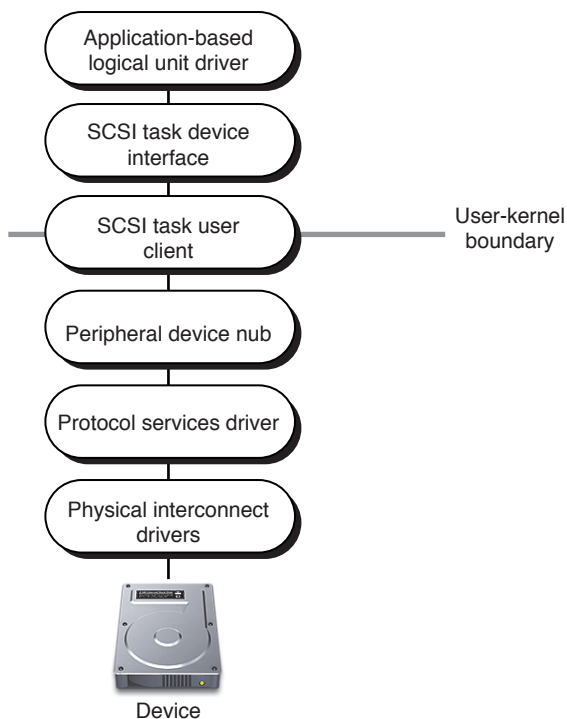 Application-based
logical unit driver
SCSI task device
interface
SCSI task user
client
User-kernel
boundary
Peripheral device nub
Protocol services driver
Physical interconnect
drivers
Device